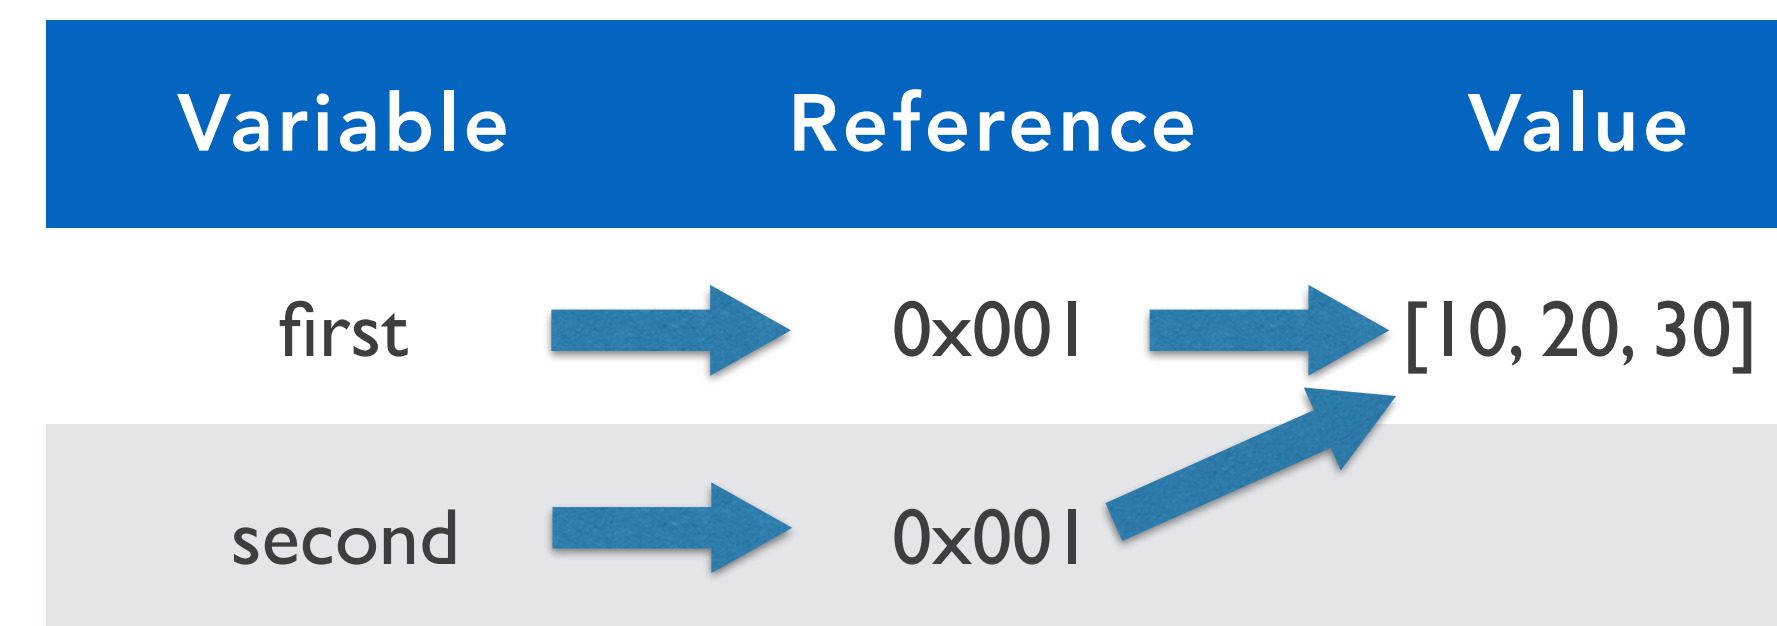 Variable Reference Value
first 0x001 [10, 20, 30]
second 0x001